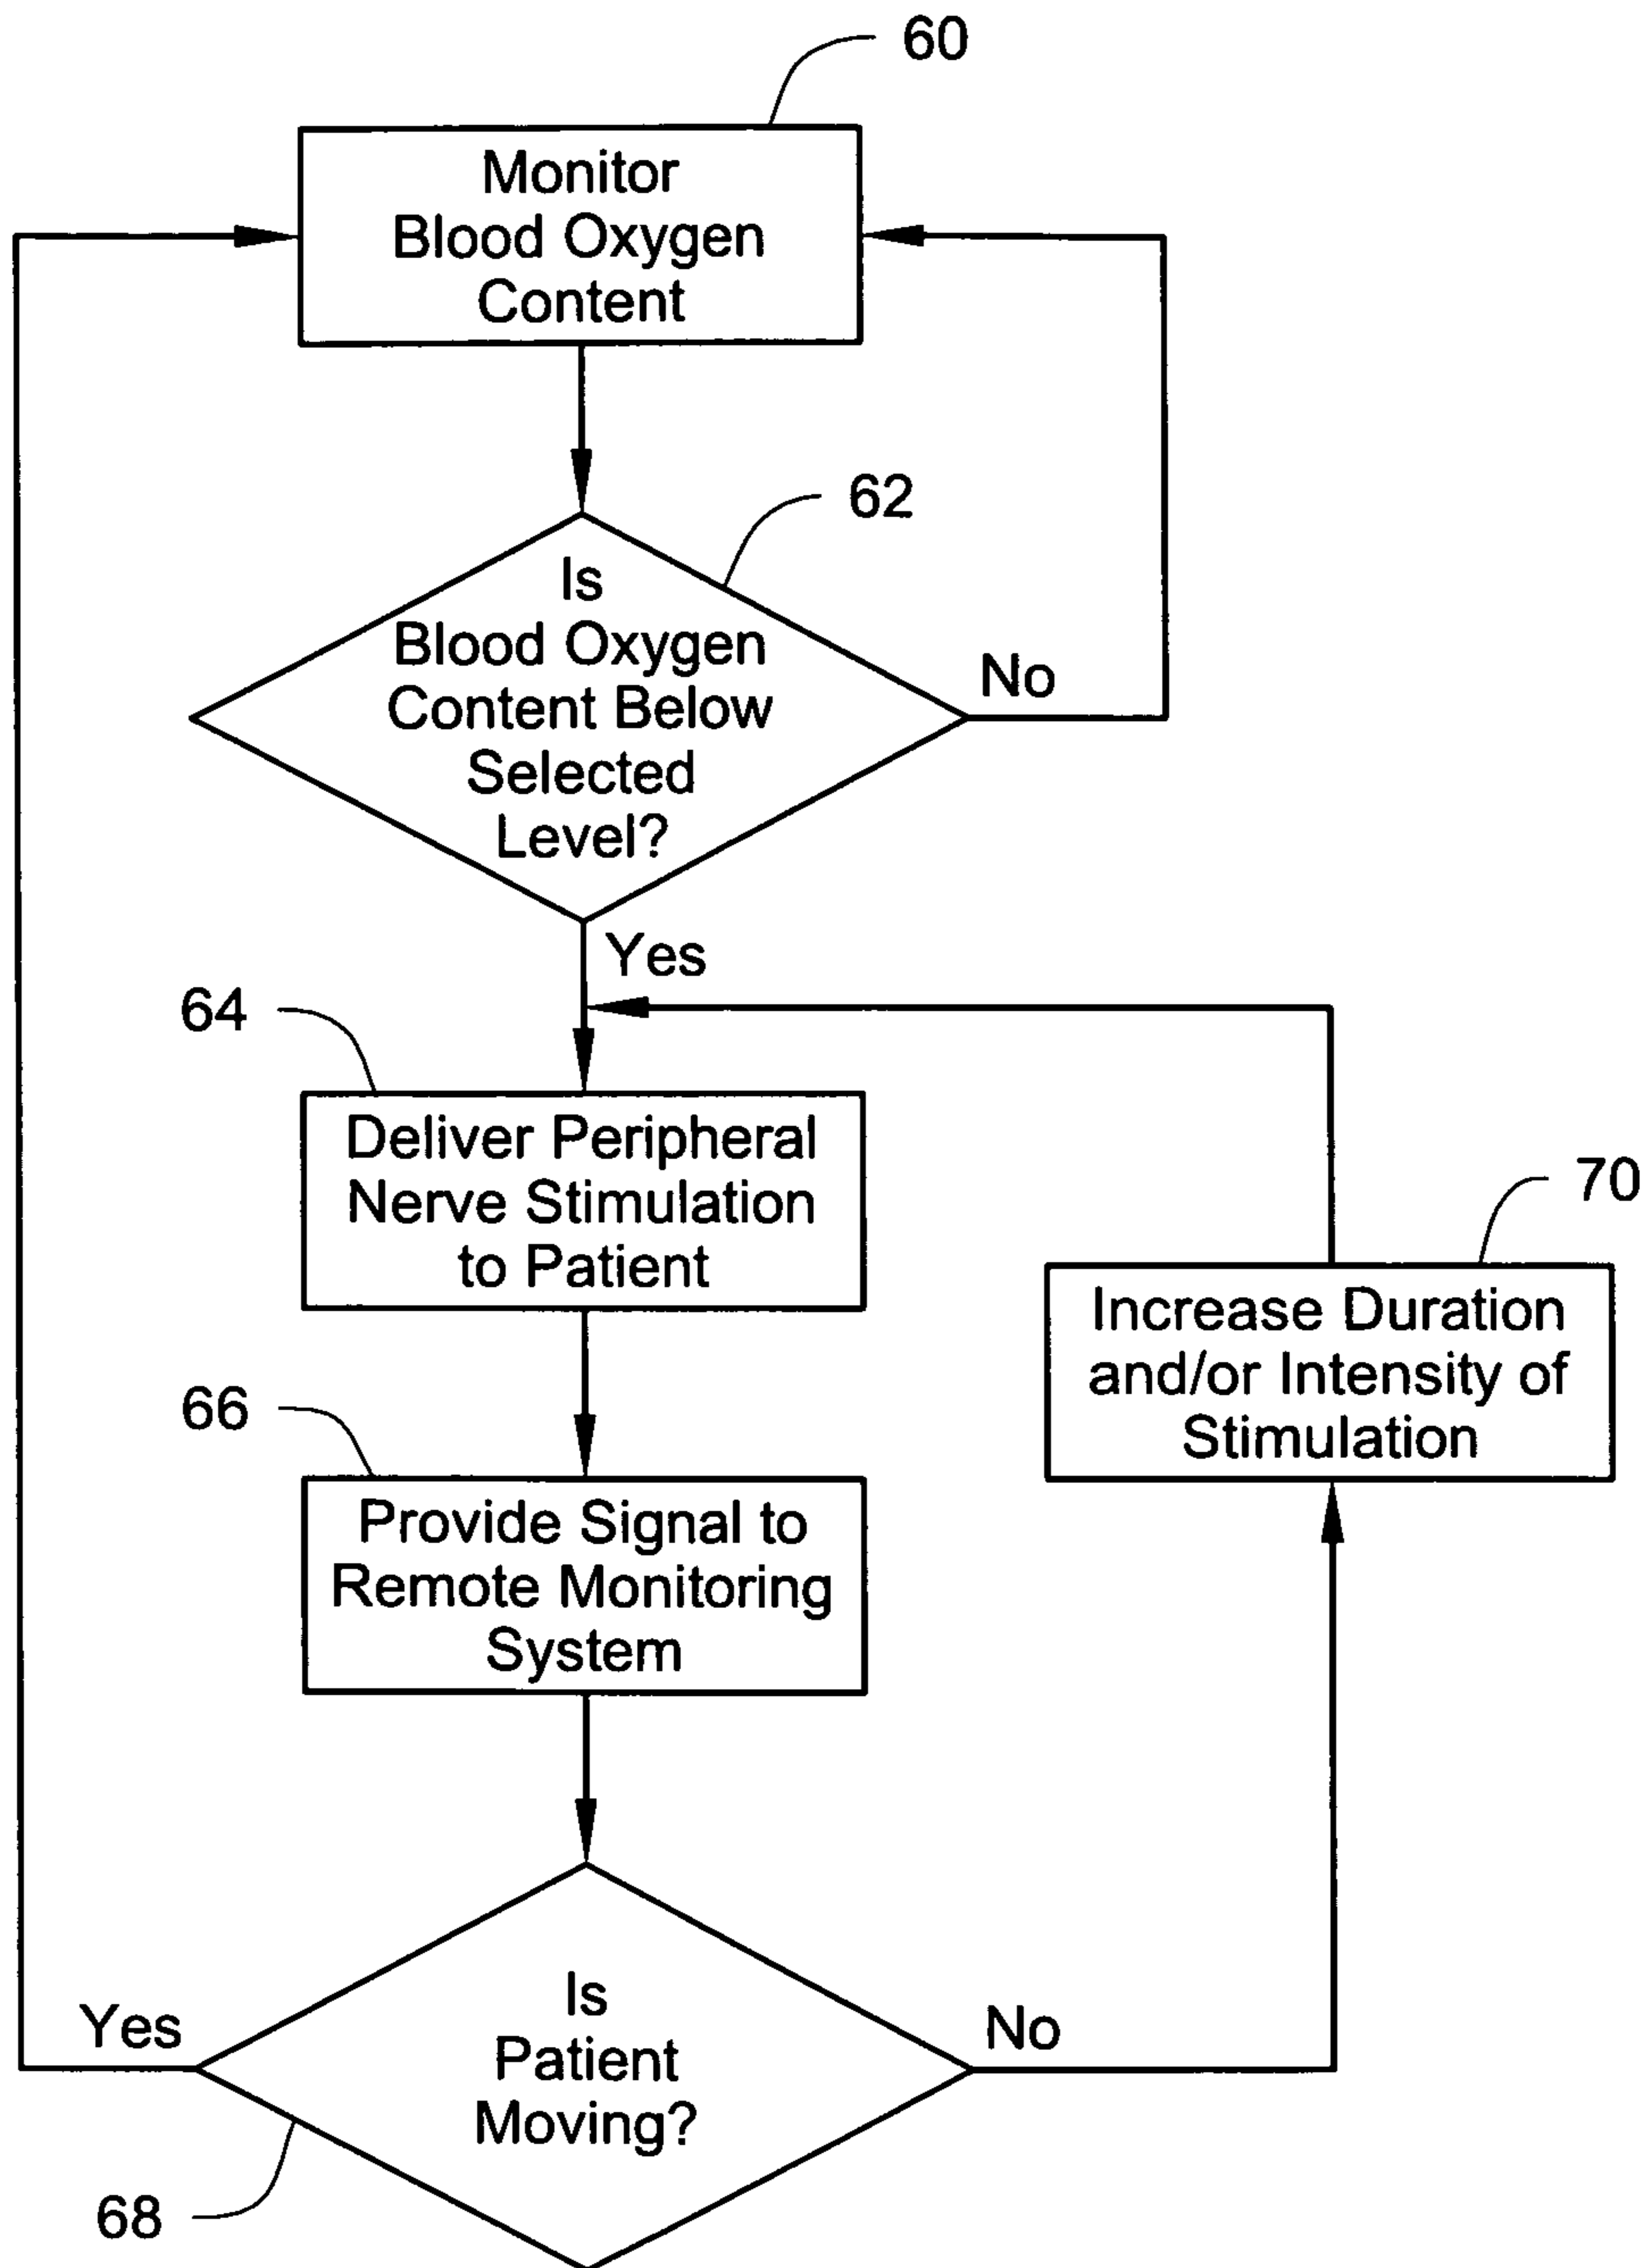 60
Monitor
Blood Oxygen
Content
62
Is
Blood Oxygen
Content Below
Selected
Level?
No
Yes
64
Deliver Peripheral
Nerve Stimulation
to Patient
70
Increase Duration
and/or Intensity of
Stimulation
66
Provide Signal to
Remote Monitoring
System
Is
Patient
Moving?
Yes
No
68